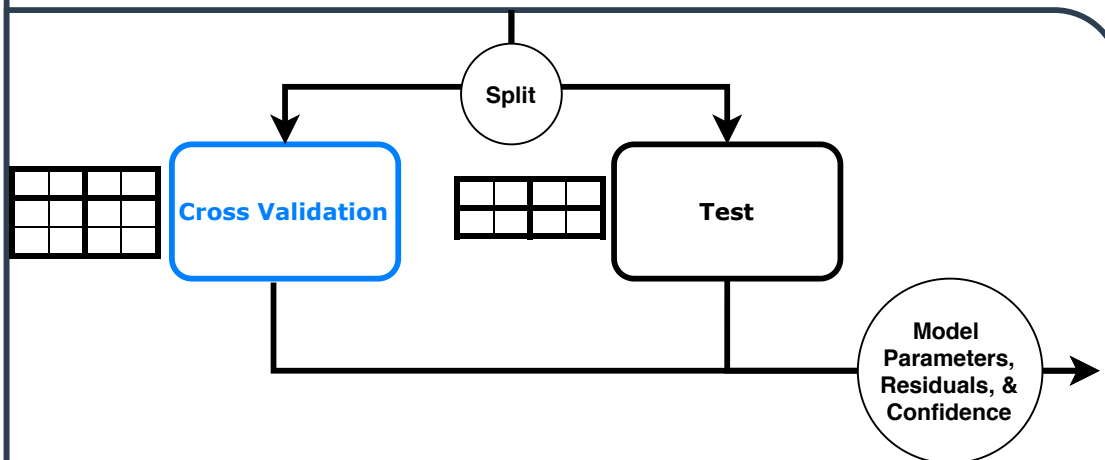 Split
Cross Validation
Test
Model
Parameters,
Residuals, &
Confidence